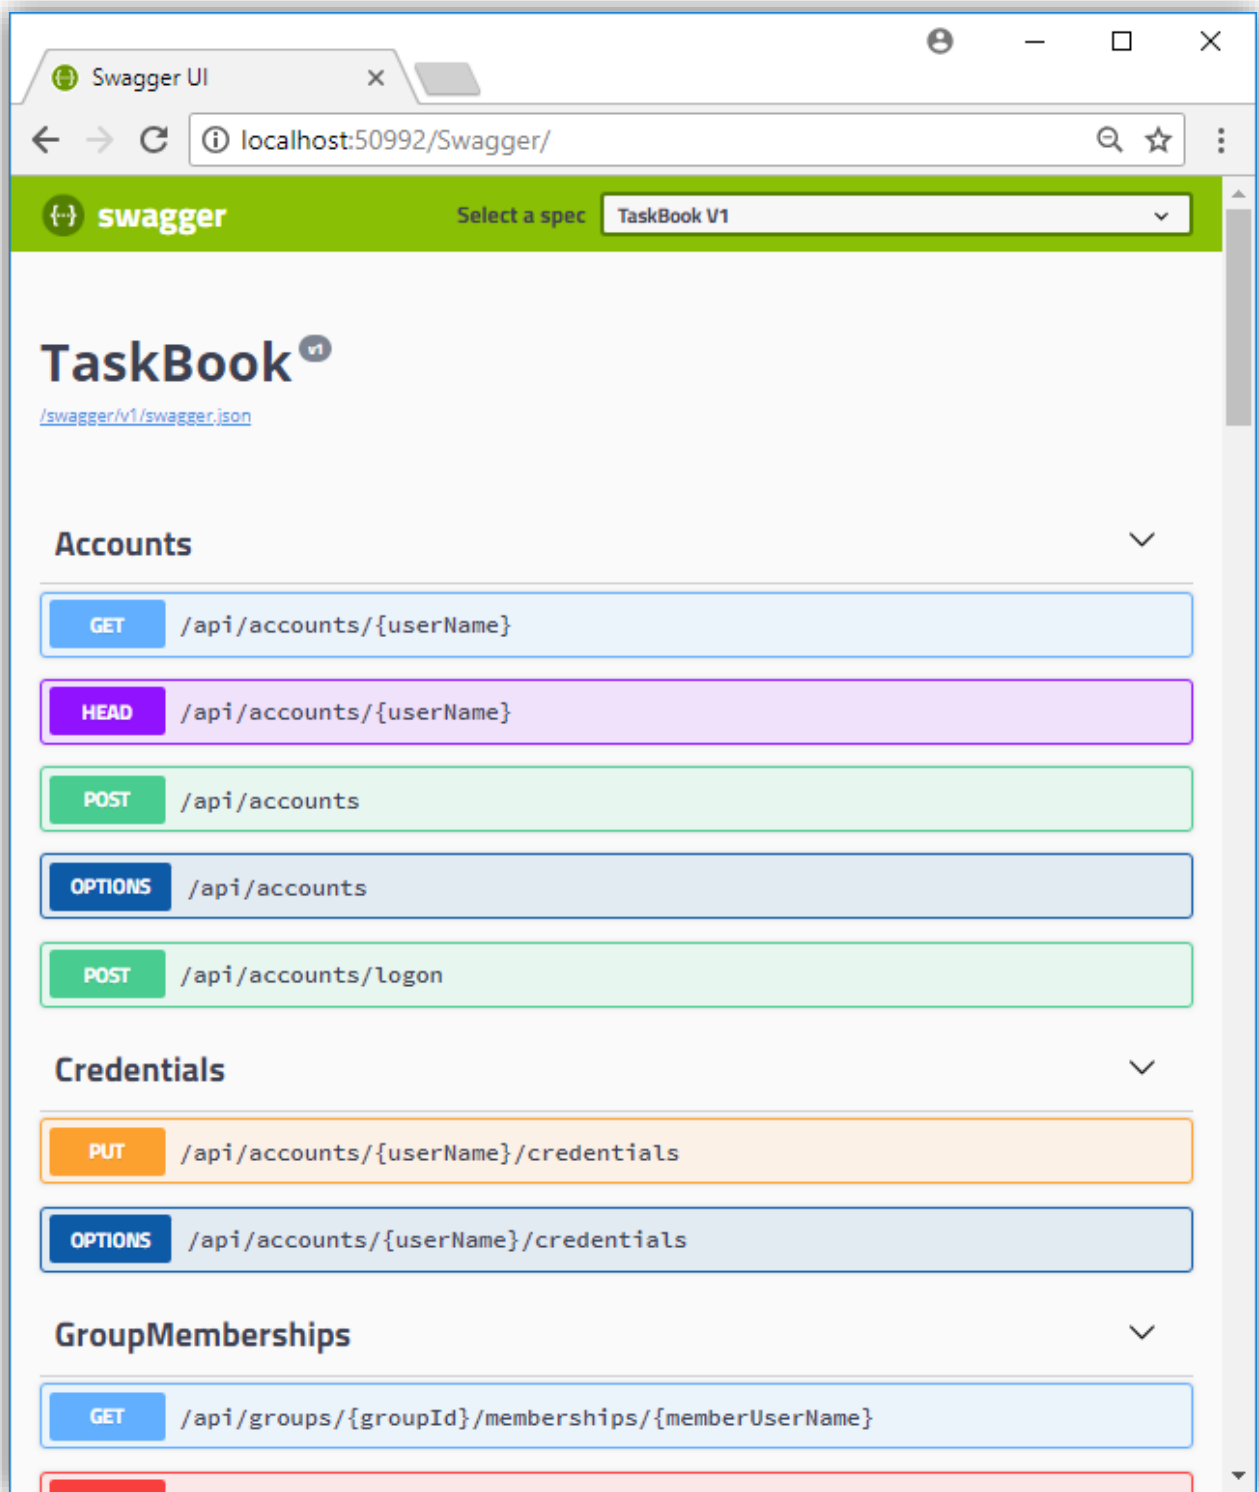 Swagger UI
localhost:50992/Swagger/
{...} swagger Select a spec TaskBook V1
TaskBook v1
/swagger/v1/swagger.json
Accounts
GET /api/accounts/{userName}
HEAD /api/accounts/{userName}
POST /api/accounts
OPTIONS /api/accounts
POST /api/accounts/logon
Credentials
PUT /api/accounts/{userName}/credentials
OPTIONS /api/accounts/{userName}/credentials
GroupMemberships
GET /api/groups/{groupId}/memberships/{memberUserName}